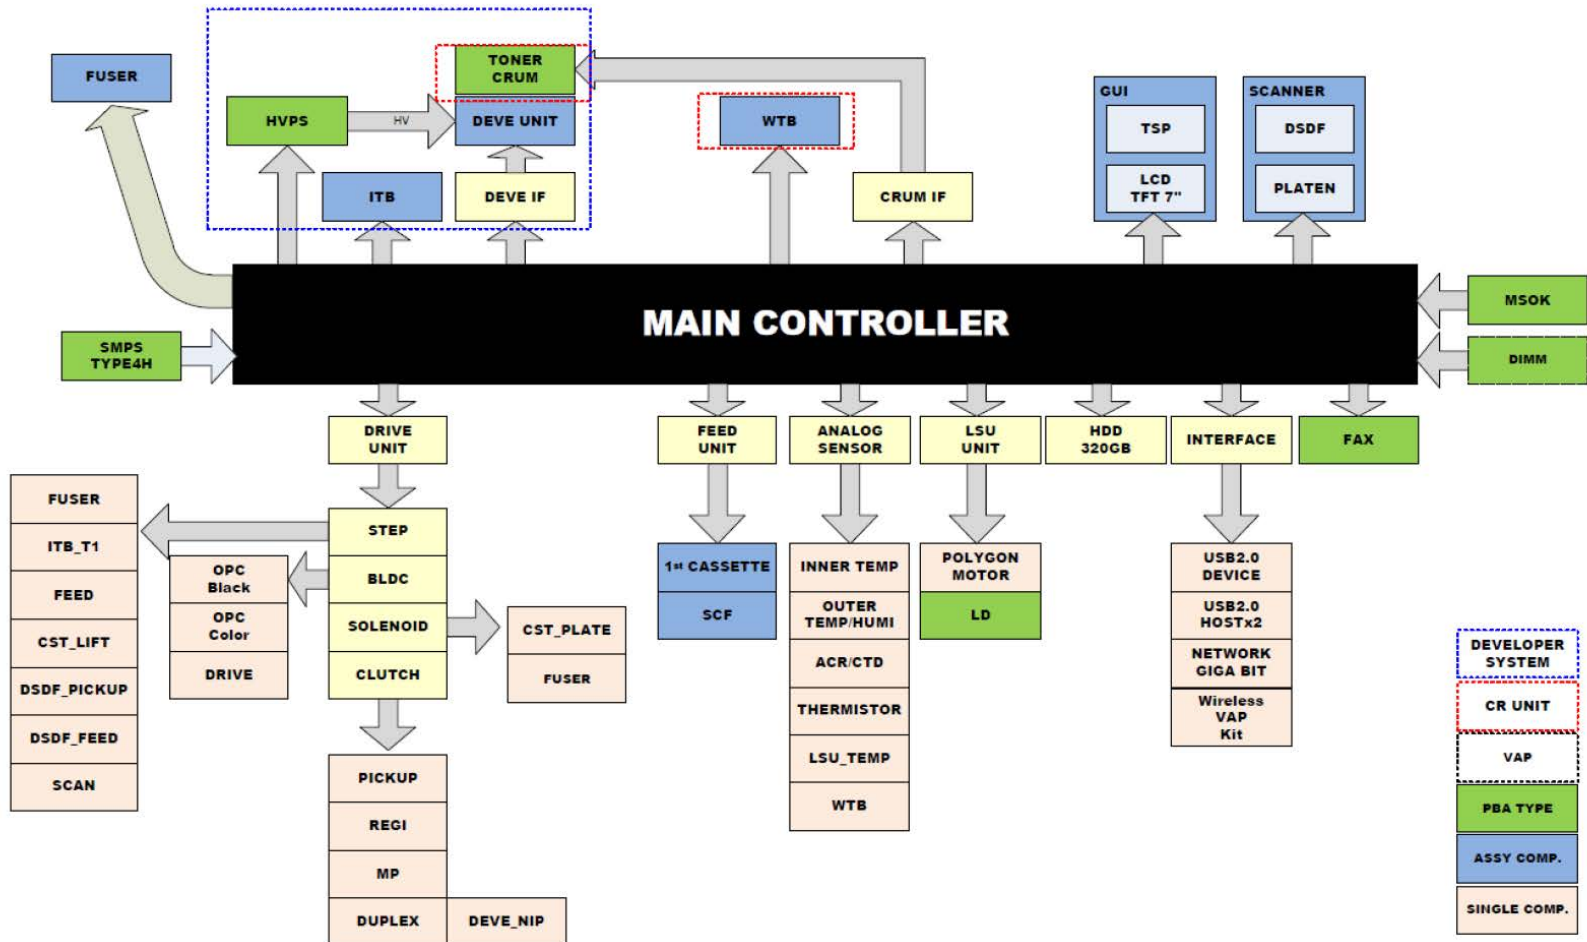 FUSER
TONER
CRUM
HVPS
HV
DEVE UNIT
ITB
DEVE IF
WTB
CRUM IF
GUI
TSP
LCD
TFT 7"
SCANNER
DSDF
PLATEN
MAIN CONTROLLER
SMPS
TYPE4H
MSOK
DIMM
DRIVE
UNIT
FEED
UNIT
ANALOG
SENSOR
LSU
UNIT
HDD
320GB
INTERFACE
FAX
FUSER
ITB_T1
FEED
CST_LIFT
DSDF_PICKUP
DSDF_FEED
SCAN
OPC
Black
OPC
Color
DRIVE
STEP
BLDC
SOLENOID
CLUTCH
CST_PLATE
FUSER
PICKUP
REGI
MP
DUPLEX
DEVE_NIP
1st CASSETTE
SCF
INNER TEMP
OUTER
TEMP/HUMI
ACR/CTD
THERMISTOR
LSU_TEMP
WTB
POLYGON
MOTOR
LD
USB2.0
DEVICE
USB2.0
HOSTx2
NETWORK
GIGA BIT
Wireless
VAP
Kit
DEVELOPER
SYSTEM
CR UNIT
VAP
PBA TYPE
ASSY COMP.
SINGLE COMP.